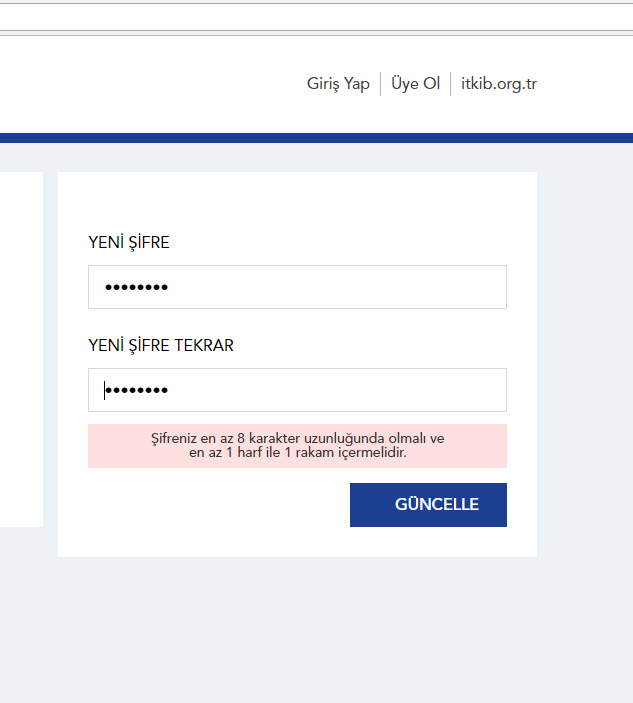 Giriş Yap | Üye Ol | itkib.org.tr
YENİ ŞİFRE
••••••••
YENİ ŞİFRE TEKRAR
••••••••
Şifreniz en az 8 karakter uzunluğunda olmalı ve
en az 1 harf ile 1 rakam içermelidir.
GÜNCELLE